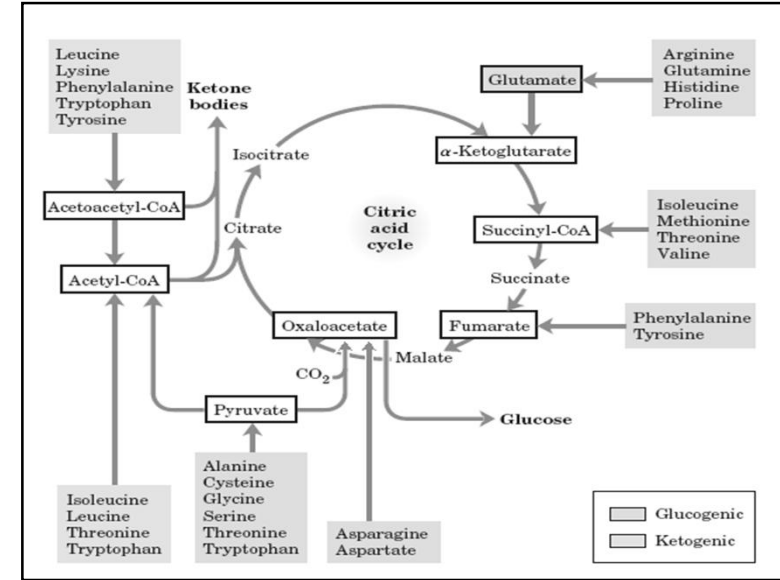 Leucine
Lysine
Phenylalanine
Tryptophan
Tyrosine
Ketone
bodies
Glutamate
Arginine
Glutamine
Histidine
Proline
Isocitrate
α-Ketoglutarate
Acetoacetyl-CoA
Citrate
Citric
acid
cycle
Succinyl-CoA
Isoleucine
Methionine
Threonine
Valine
Acetyl-CoA
Succinate
Oxaloacetate
Fumarate
Phenylalanine
Tyrosine
Malate
CO2
Pyruvate
Glucose
Isoleucine
Leucine
Threonine
Tryptophan
Alanine
Cysteine
Glycine
Serine
Threonine
Tryptophan
Asparagine
Aspartate
Glucogenic
Ketogenic